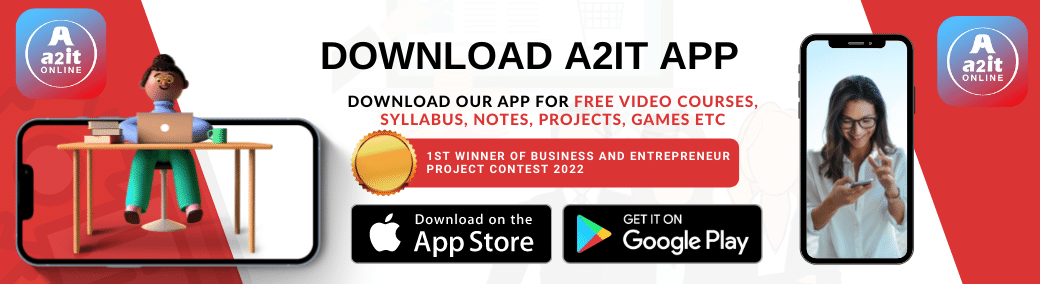 A
a2it
ONLINE
DOWNLOAD A2IT APP
DOWNLOAD OUR APP FOR FREE VIDEO COURSES,
SYLLABUS, NOTES, PROJECTS, GAMES ETC
1ST WINNER OF BUSINESS AND ENTREPRENEUR
PROJECT CONTEST 2022
Download on the
App Store
GET IT ON
Google Play
A
a2it
ONLINE